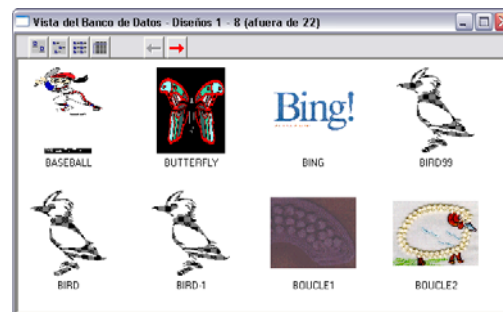 Vista del Banco de Datos - Diseños 1 - 8 (afuera de 22)
BASEBALL
BUTTERFLY
Bing!
BING
BIRD99
BIRD
BIRD-1
BOUCLE1
BOUCLE2